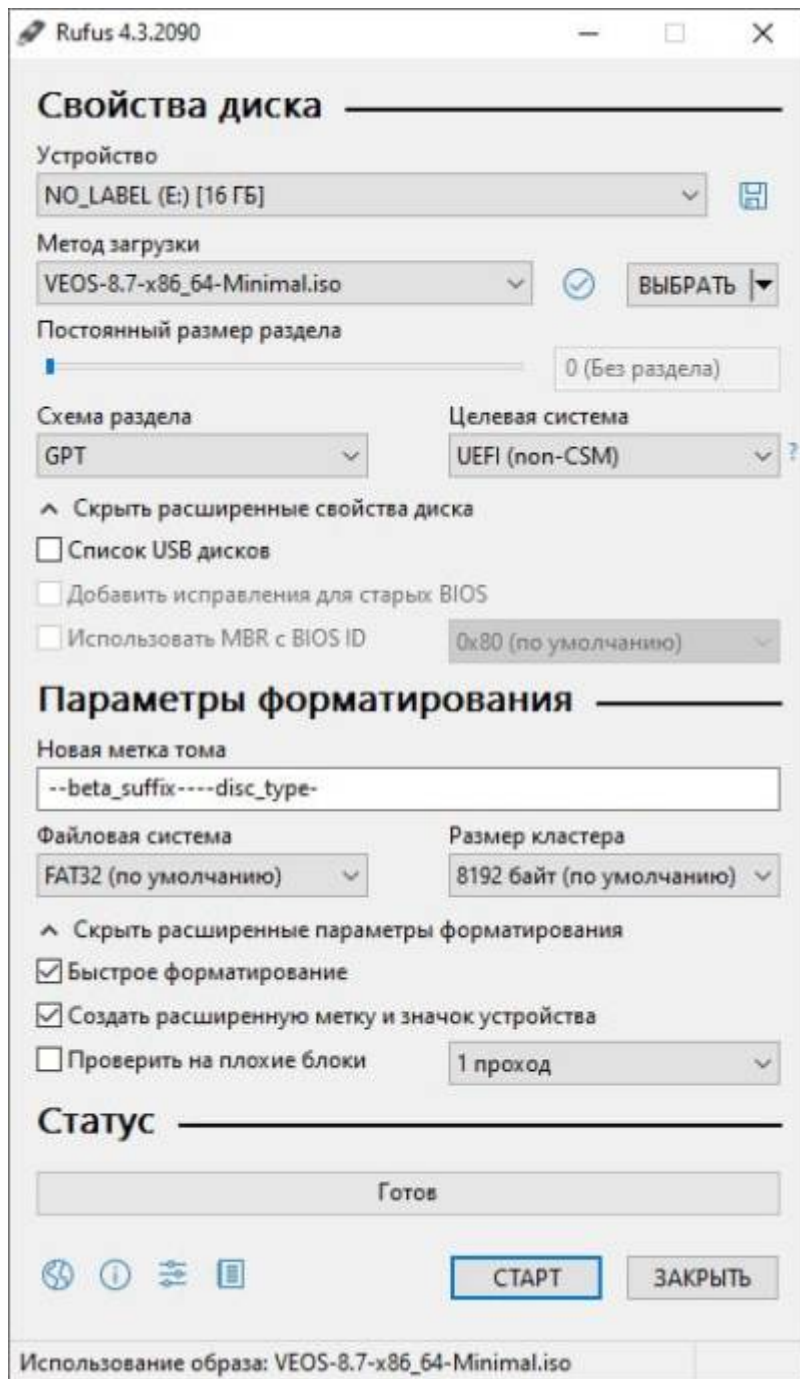 Rufus 4.3.2090
Свойства диска
Устройство
NO_LABEL (E:) [16 ГБ]
Метод загрузки
VEOS-8.7-x86_64-Minimal.iso
ВЫБРАТЬ
Постоянный размер раздела
0 (Без раздела)
Схема раздела
Целевая система
GPT
UEFI (non-CSM)
?
Скрыть расширенные свойства диска
Список USB дисков
Добавить исправления для старых BIOS
Использовать MBR с BIOS ID
0x80 (по умолчанию)
Параметры форматирования
Новая метка тома
--beta_suffix----disc_type-
Файловая система
Размер кластера
FAT32 (по умолчанию)
8192 байт (по умолчанию)
Скрыть расширенные параметры форматирования
Быстрое форматирование
Создать расширенную метку и значок устройства
Проверить на плохие блоки
1 проход
Статус
Готов
СТАРТ
ЗАКРЫТЬ
Использование образа: VEOS-8.7-x86_64-Minimal.iso